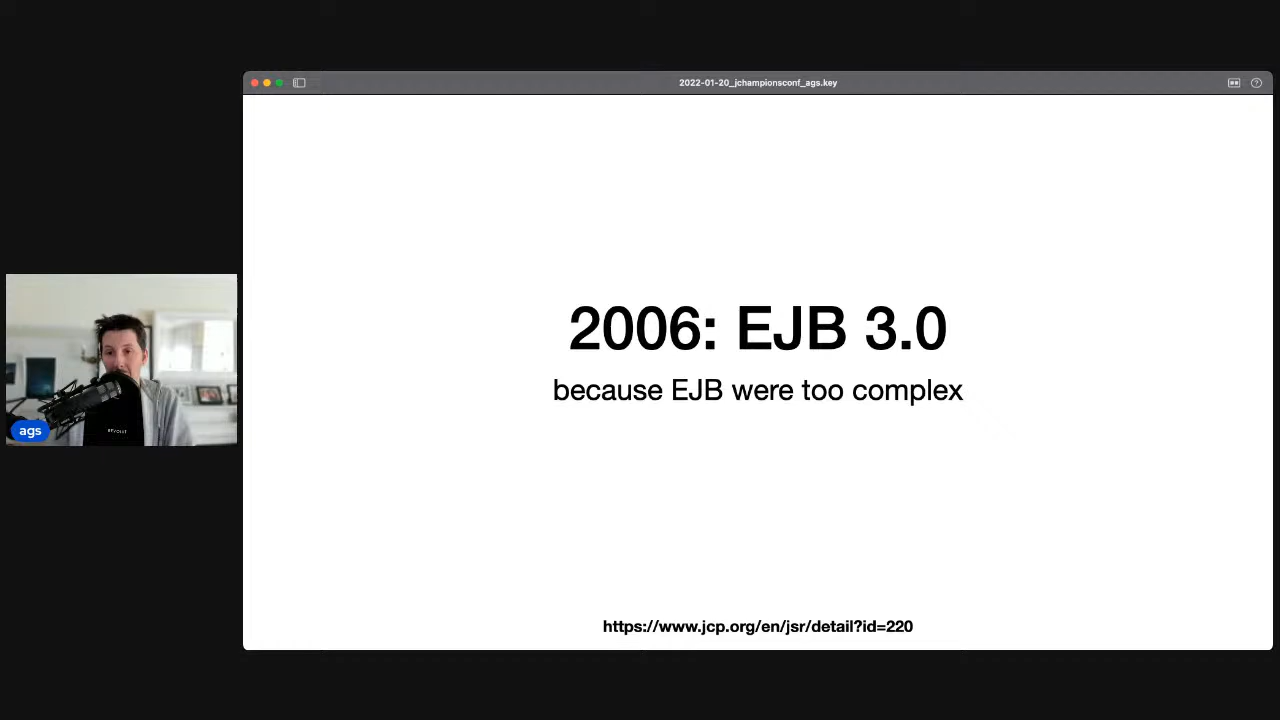 2022-01-20_jchampionsconf_ags.key
2006: EJB 3.0
because EJB were too complex
ags
https://www.jcp.org/en/jsr/detail?id=220